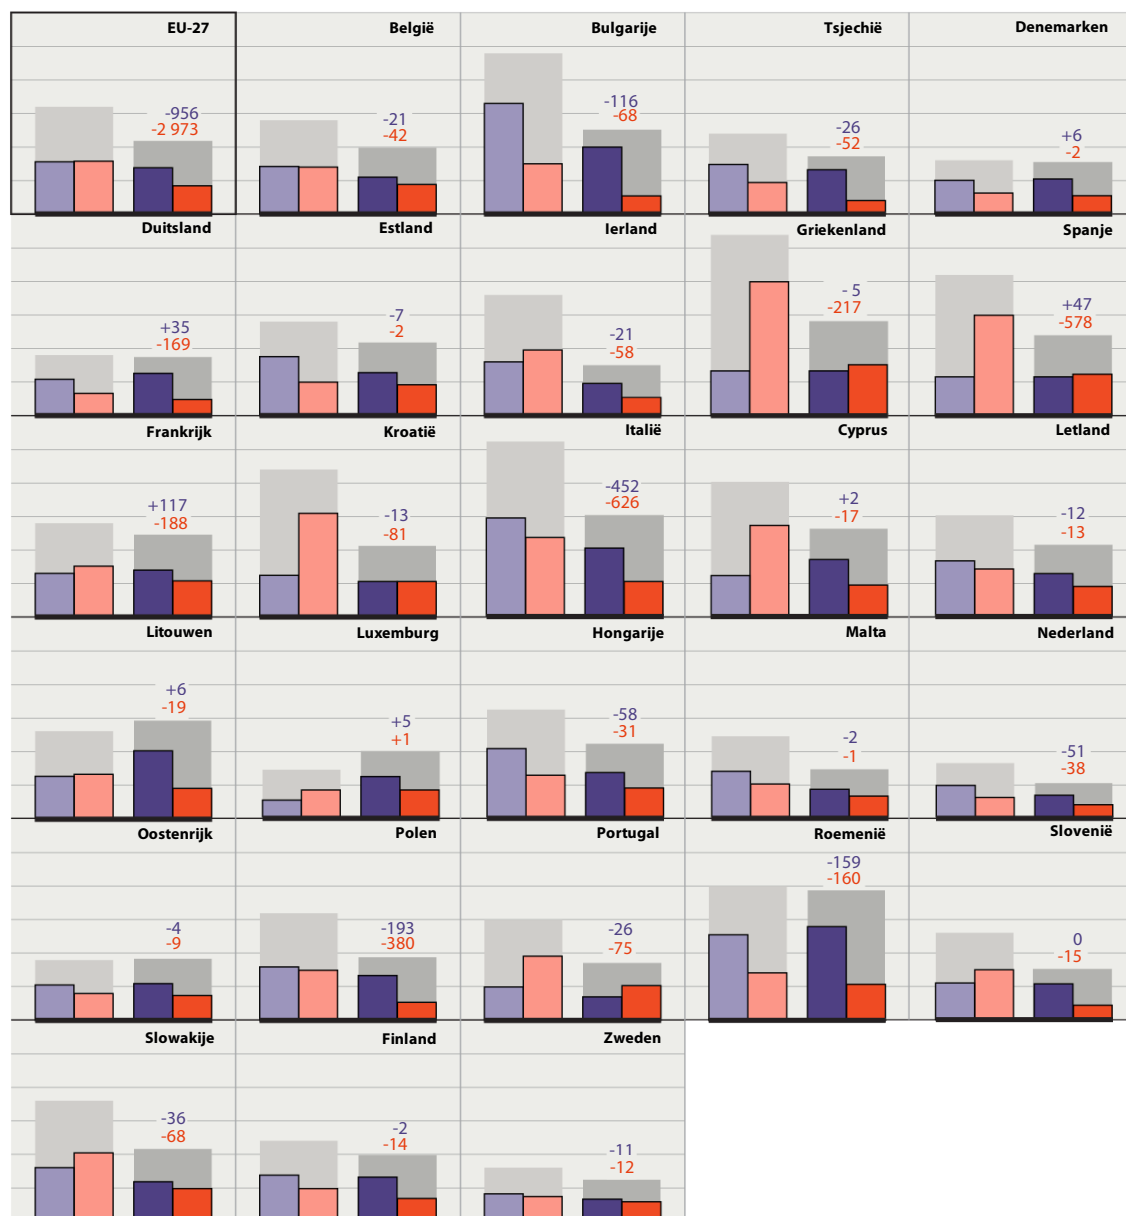 EU-27
België
Bulgarije
Tsjechië
Denemarken
-956
-2 973
-21
-42
-116
-68
-26
-52
+6
-2
Duitsland
Estland
Ierland
Griekenland
Spanje
+35
-169
-7
-2
-21
-58
- 5
-217
+47
-578
Frankrijk
Kroatië
Italië
Cyprus
Letland
+117
-188
-13
-81
-452
-626
+2
-17
-12
-13
Litouwen
Luxemburg
Hongarije
Malta
Nederland
+6
-19
+5
+1
-58
-31
-2
-1
-51
-38
Oostenrijk
Polen
Portugal
Roemenië
Slovenië
-4
-9
-193
-380
-26
-75
-159
-160
0
-15
Slowakije
Finland
Zweden
-36
-68
-2
-14
-11
-12